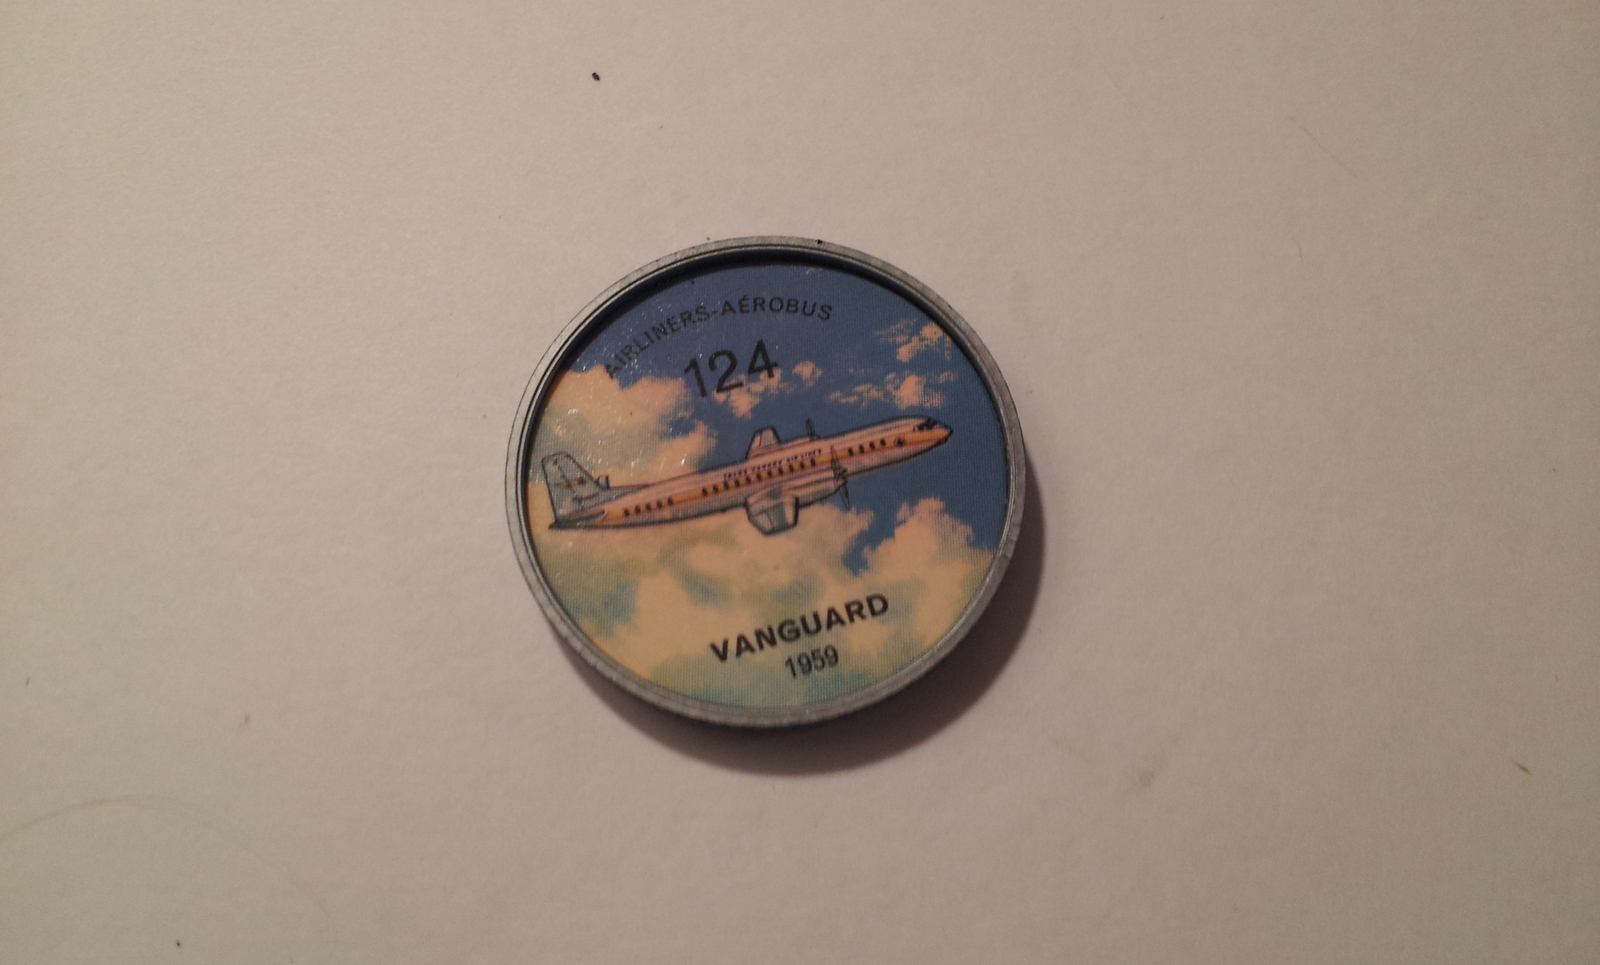 AIRLINERS-AÉROBUS
124
VANGUARD
1959